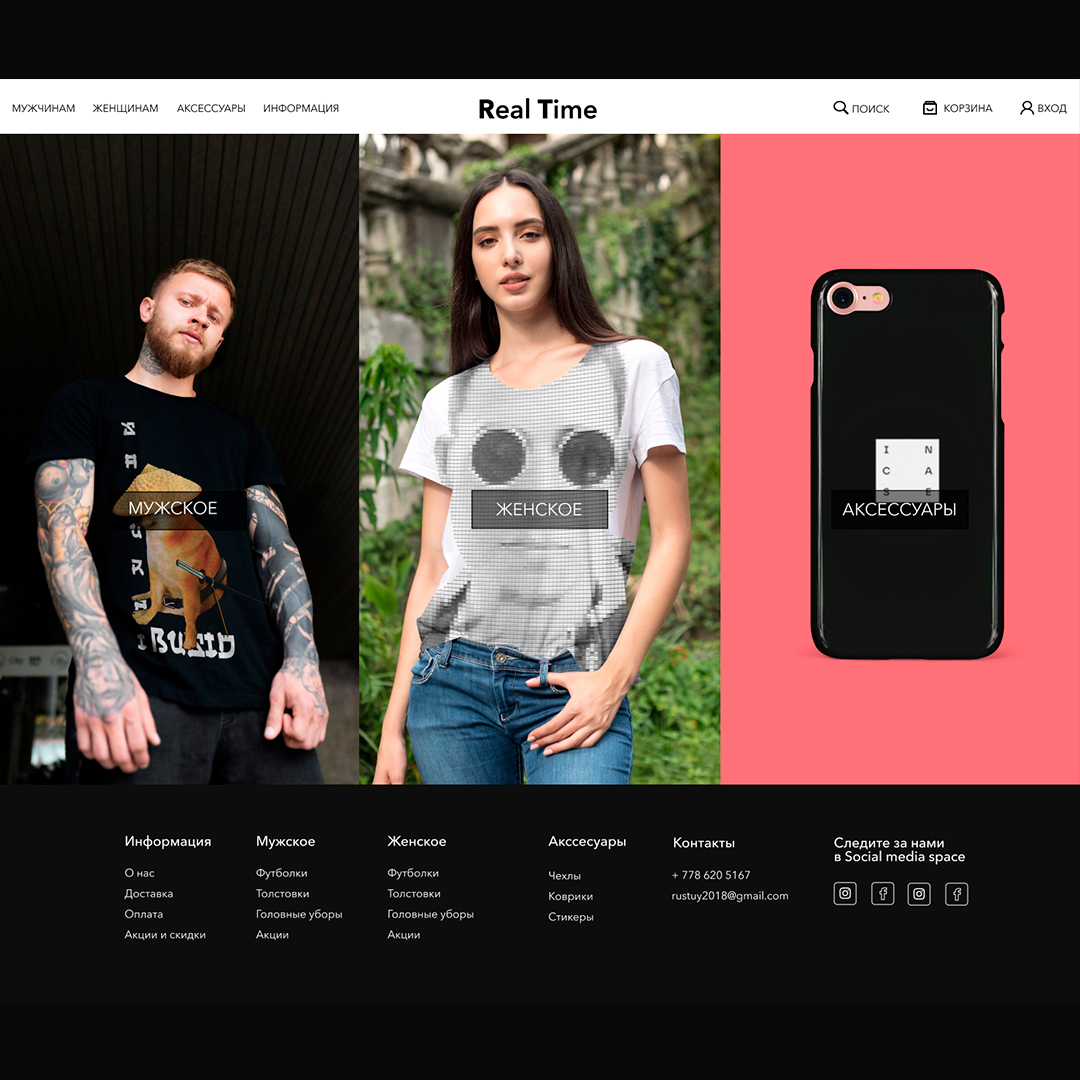 МУЖЧИНАМ ЖЕНЩИНАМ АКСЕССУАРЫ ИНФОРМАЦИЯ
Real Time
ПОИСК КОРЗИНА ВХОД
SAMURAI
BUSHID
МУЖСКОЕ
ЖЕНСКОЕ
I N
C A
S E
АКСЕССУАРЫ
Информация
О нас
Доставка
Оплата
Акции и скидки
Мужское
Футболки
Толстовки
Головные уборы
Акции
Женское
Футболки
Толстовки
Головные уборы
Акции
Акссесуары
Чехлы
Коврики
Стикеры
Контакты
+ 778 620 5167
rustuy2018@gmail.com
Следите за нами
в Social media space